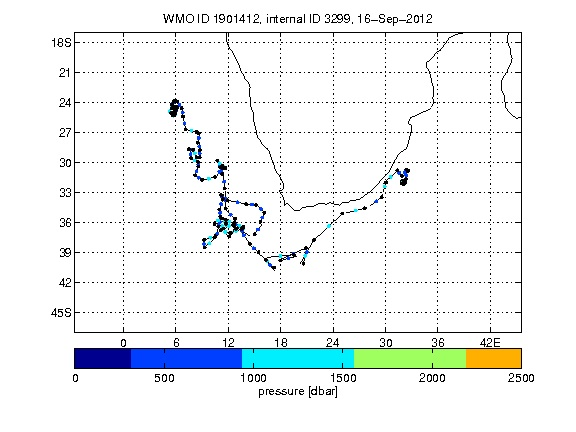 WMO ID 1901412, internal ID 3299, 16-Sep-2012
18S
21
24
27
30
33
36
39
42
45S
0 6 12 18 24 30 36 42E
0 500 1000 1500 2000 2500
pressure [dbar]